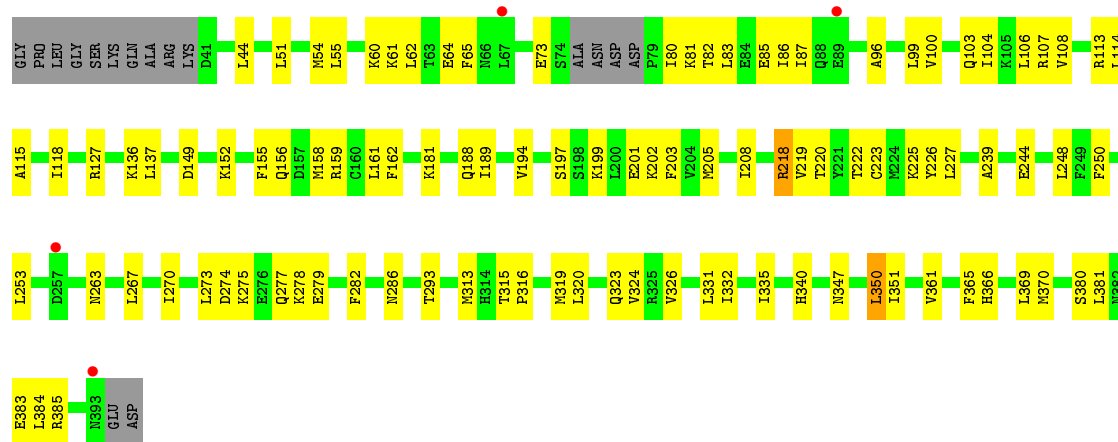 GLY PRO LEU GLY GLY SER LYS GLN ALA ARG LYS D41 L44 L51 M54 L55 K60 K61 L62 T63 E64 F65 N66 L67 E73 S74 ALA ASN ASP ASP P79 I80 K81 T82 L83 E84 E85 I86 I87 Q88 E89 A96 L99 V100 Q103 I104 K105 L106 R107 V108 R113 L114
A115 I118 R127 K136 L137 D149 K152 F155 Q156 D157 M158 R159 C160 L161 F162 K181 Q188 I189 V194 S197 S198 K199 L200 E201 K202 F203 V204 M205 I208 R218 V219 T220 Y221 T222 C223 M224 K225 Y226 L227 A239 E244 L248 F249 F250
L253 D257 N263 L267 I270 L273 D274 K275 E276 Q277 K278 E279 F282 N286 T293 M313 H314 T315 P316 M319 L320 Q323 V324 R325 V326 L331 I332 I335 H340 N347 L350 I351 V361 F365 H366 L369 M370 S380 L381 N382
E383 L384 R385 N393 GLU ASP